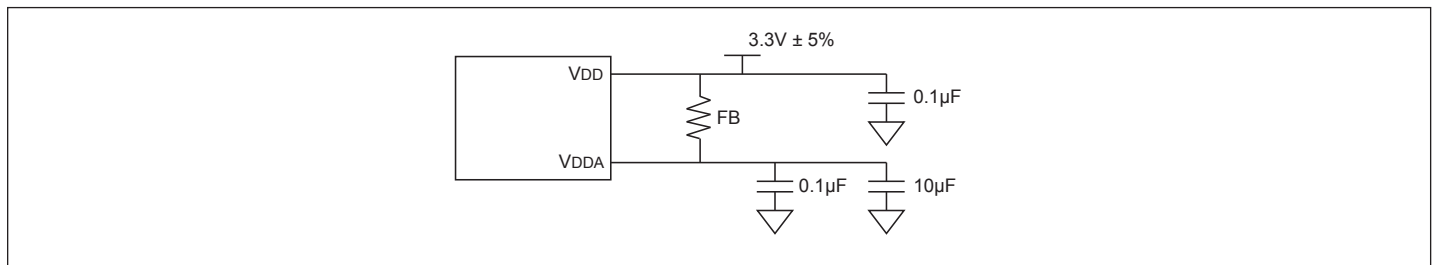 3.3V ± 5%
VDD
0.1µF
FB
VDDA
0.1µF
10µF